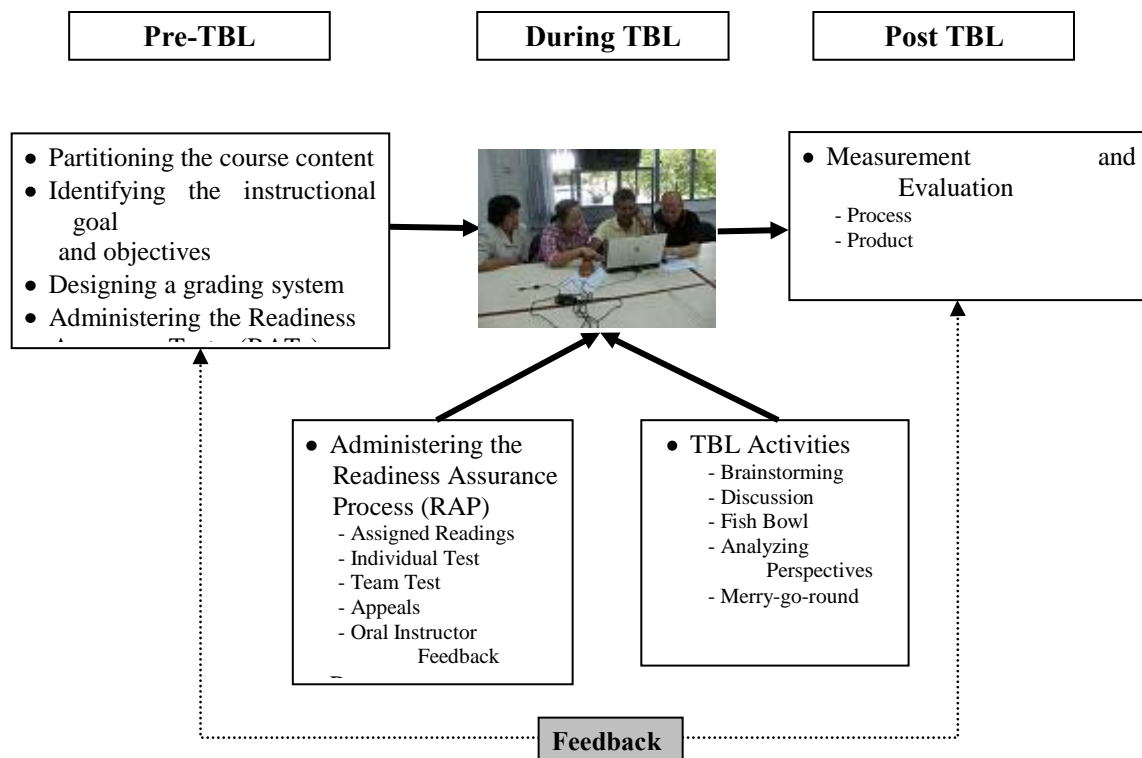 Pre-TBL
During TBL
Post TBL
● Partitioning the course content
● Identifying the instructional
goal
and objectives
● Designing a grading system
● Administering the Readiness
● Measurement and
Evaluation
- Process
- Product
● Administering the
Readiness Assurance
Process (RAP)
- Assigned Readings
- Individual Test
- Team Test
- Appeals
- Oral Instructor
Feedback
● TBL Activities
- Brainstorming
- Discussion
- Fish Bowl
- Analyzing
Perspectives
- Merry-go-round
Feedback